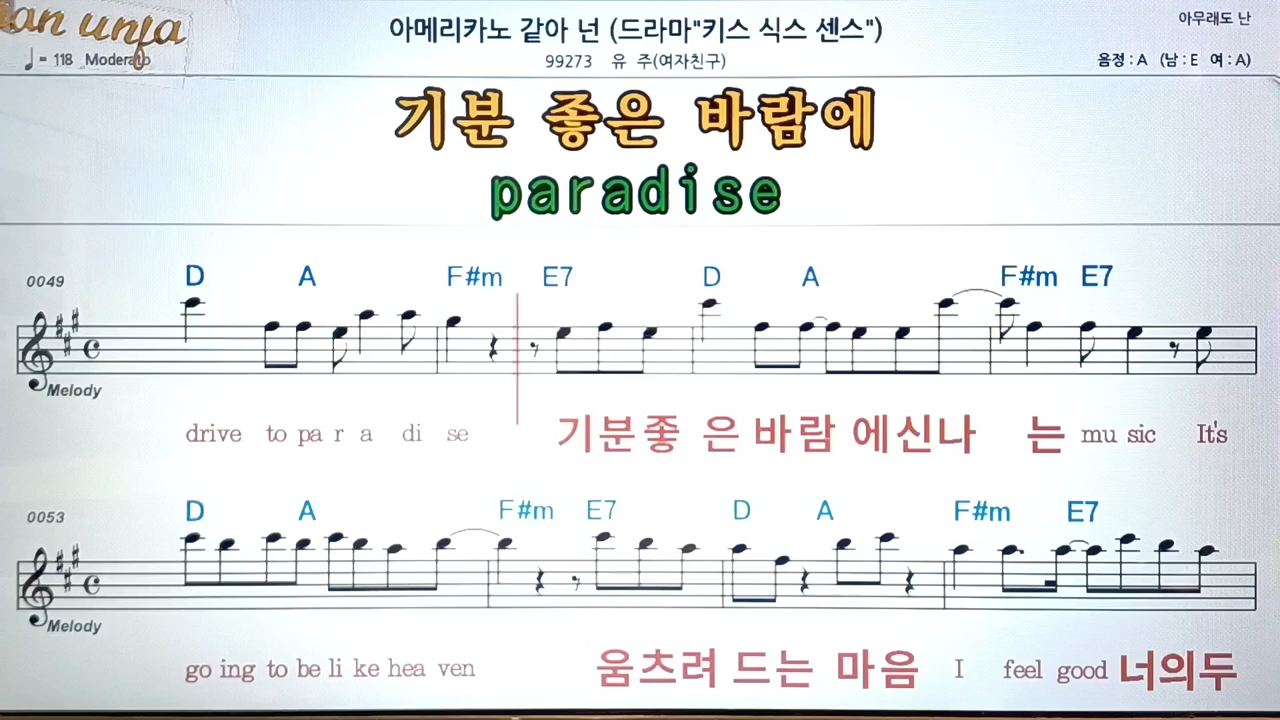 아메리카노 같아 넌 (드라마"키스 식스 센스")
아무래도 난
♩= 118 Moderato
99273 유 주(여자친구)
음정 : A (남 : E 여 : A)
기분 좋은 바람에
paradise
0049 D A F#m E7 D A F#m E7
Melody
drive to pa r a di se 기분좋 은 바람 에신나 는 mu sic It's
0053 D A F#m E7 D A F#m E7
Melody
go ing to be li ke hea ven 움츠려 드는 마음 I feel good 너의두